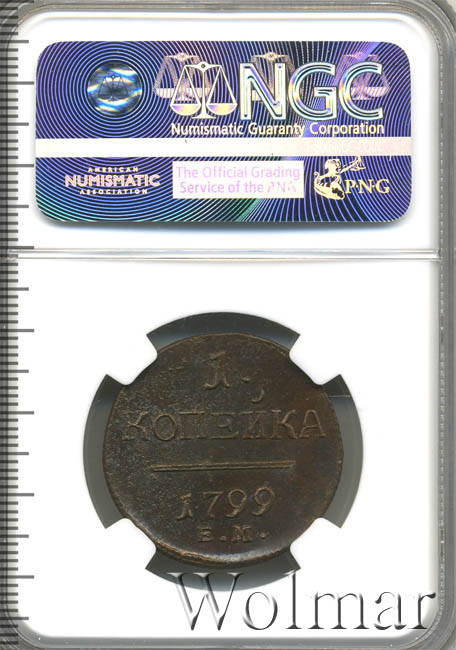 NGC
Numismatic Guaranty Corporation
AMERICAN
NUMISMATIC
ASSOCIATION
The Official Grading
Service of the PNG
PNG
1
КОПЕЙКА
1799
Е.М.
Wolmar